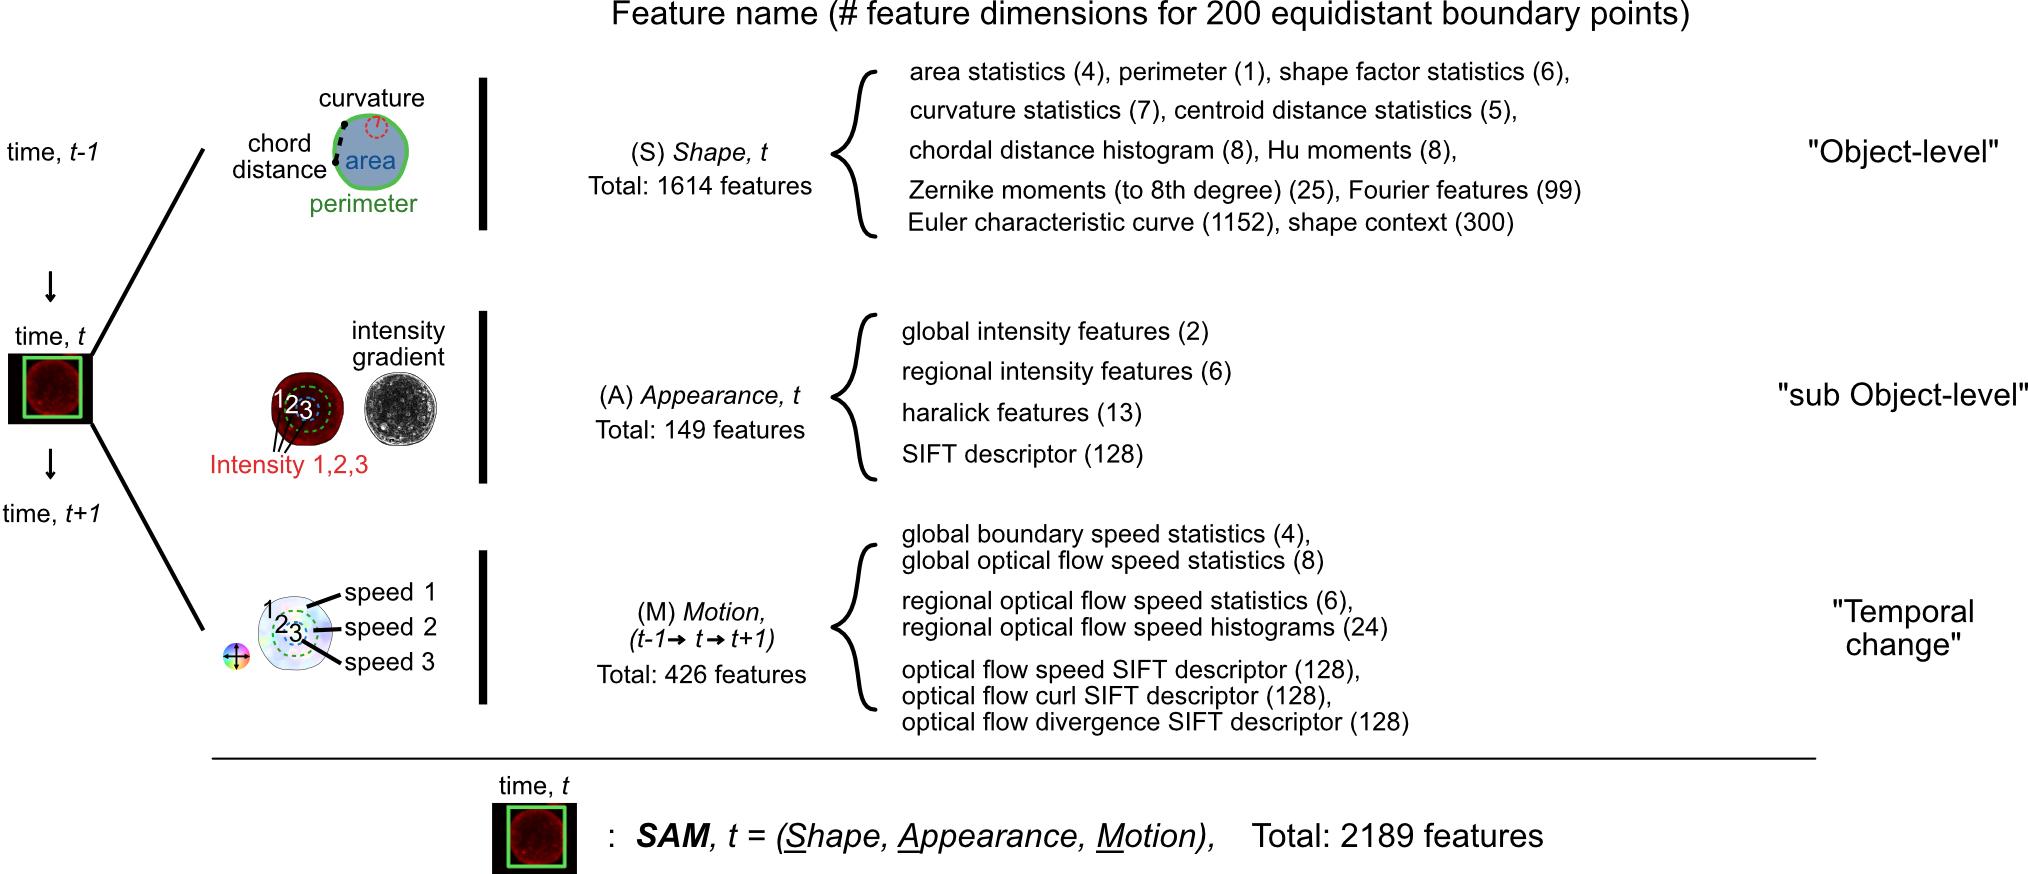 Feature name (# feature dimensions for 200 equidistant boundary points)
time, t-1
time, t
time, t+1
curvature
chord
distance
area
perimeter
(S) Shape, t
Total: 1614 features
area statistics (4), perimeter (1), shape factor statistics (6),
curvature statistics (7), centroid distance statistics (5),
chordal distance histogram (8), Hu moments (8),
Zernike moments (to 8th degree) (25), Fourier features (99)
Euler characteristic curve (1152), shape context (300)
"Object-level"
intensity
gradient
1
2
3
Intensity 1,2,3
(A) Appearance, t
Total: 149 features
global intensity features (2)
regional intensity features (6)
haralick features (13)
SIFT descriptor (128)
"sub Object-level"
1
2
3
speed 1
speed 2
speed 3
(M) Motion,
(t-1→ t → t+1)
Total: 426 features
global boundary speed statistics (4),
global optical flow speed statistics (8)
regional optical flow speed statistics (6),
regional optical flow speed histograms (24)
optical flow speed SIFT descriptor (128),
optical flow curl SIFT descriptor (128),
optical flow divergence SIFT descriptor (128)
"Temporal
change"
time, t
: SAM, t = (Shape, Appearance, Motion), Total: 2189 features